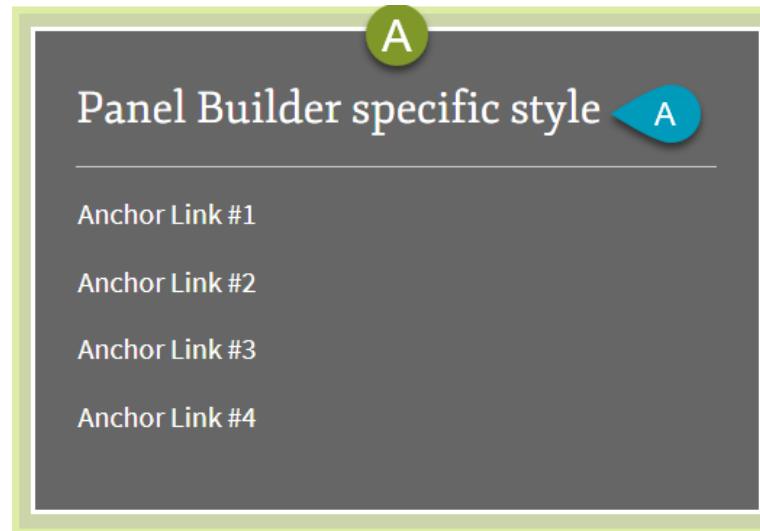 A
Panel Builder specific style A
Anchor Link #1
Anchor Link #2
Anchor Link #3
Anchor Link #4